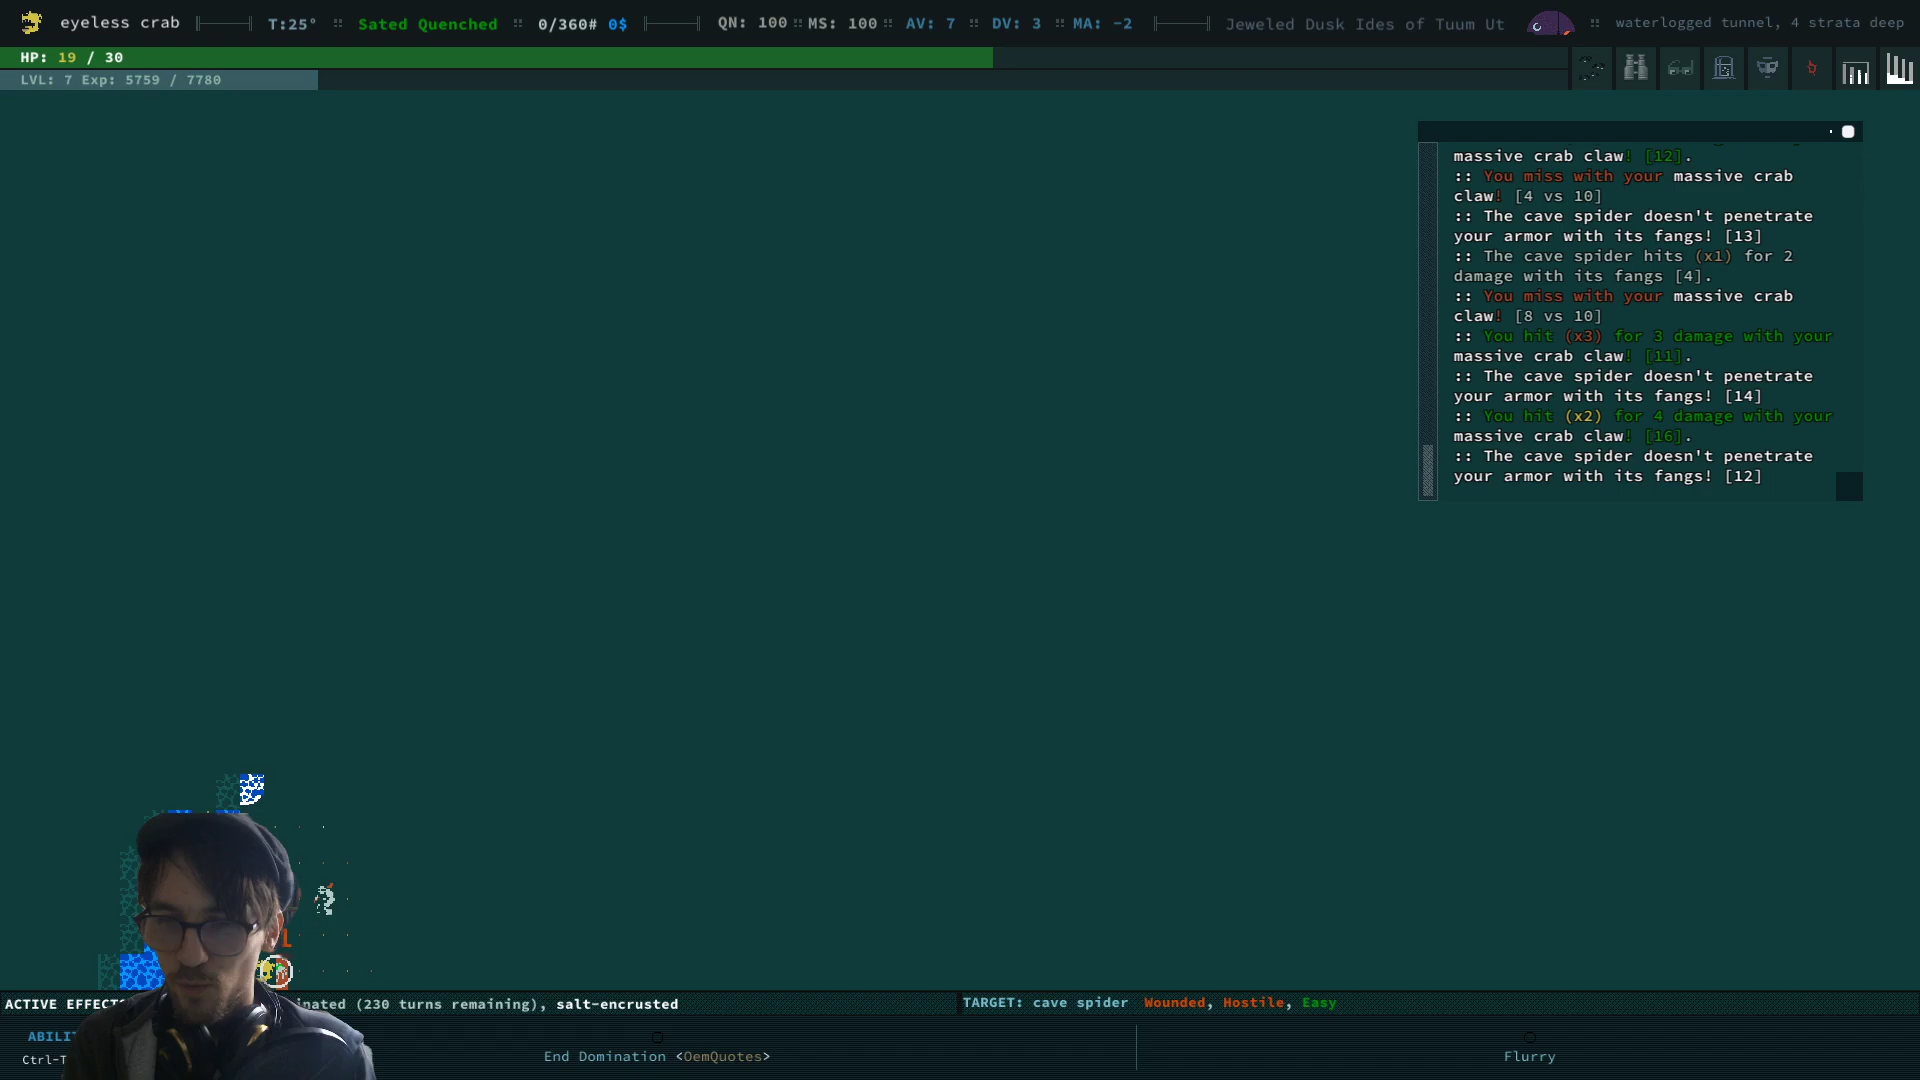 eyeless crab T:25° :: Sated Quenched :: 0/360# 0$ QN: 100 :: MS: 100 :: AV: 7 :: DV: 3 :: MA: -2 Jeweled Dusk Ides of Tuum Ut :: waterlogged tunnel, 4 strata deep
HP: 19 / 30
LVL: 7 Exp: 5759 / 7780
massive crab claw! [12].
:: You miss with your massive crab
claw! [4 vs 10]
:: The cave spider doesn't penetrate
your armor with its fangs! [13]
:: The cave spider hits (x1) for 2
damage with its fangs [4].
:: You miss with your massive crab
claw! [8 vs 10]
:: You hit (x3) for 3 damage with your
massive crab claw! [11].
:: The cave spider doesn't penetrate
your armor with its fangs! [14]
:: You hit (x2) for 4 damage with your
massive crab claw! [16].
:: The cave spider doesn't penetrate
your armor with its fangs! [12]
ACTIVE EFFECT inated (230 turns remaining), salt-encrusted TARGET: cave spider Wounded, Hostile, Easy
ABILI
Ctrl-T End Domination <OemQuotes> Flurry